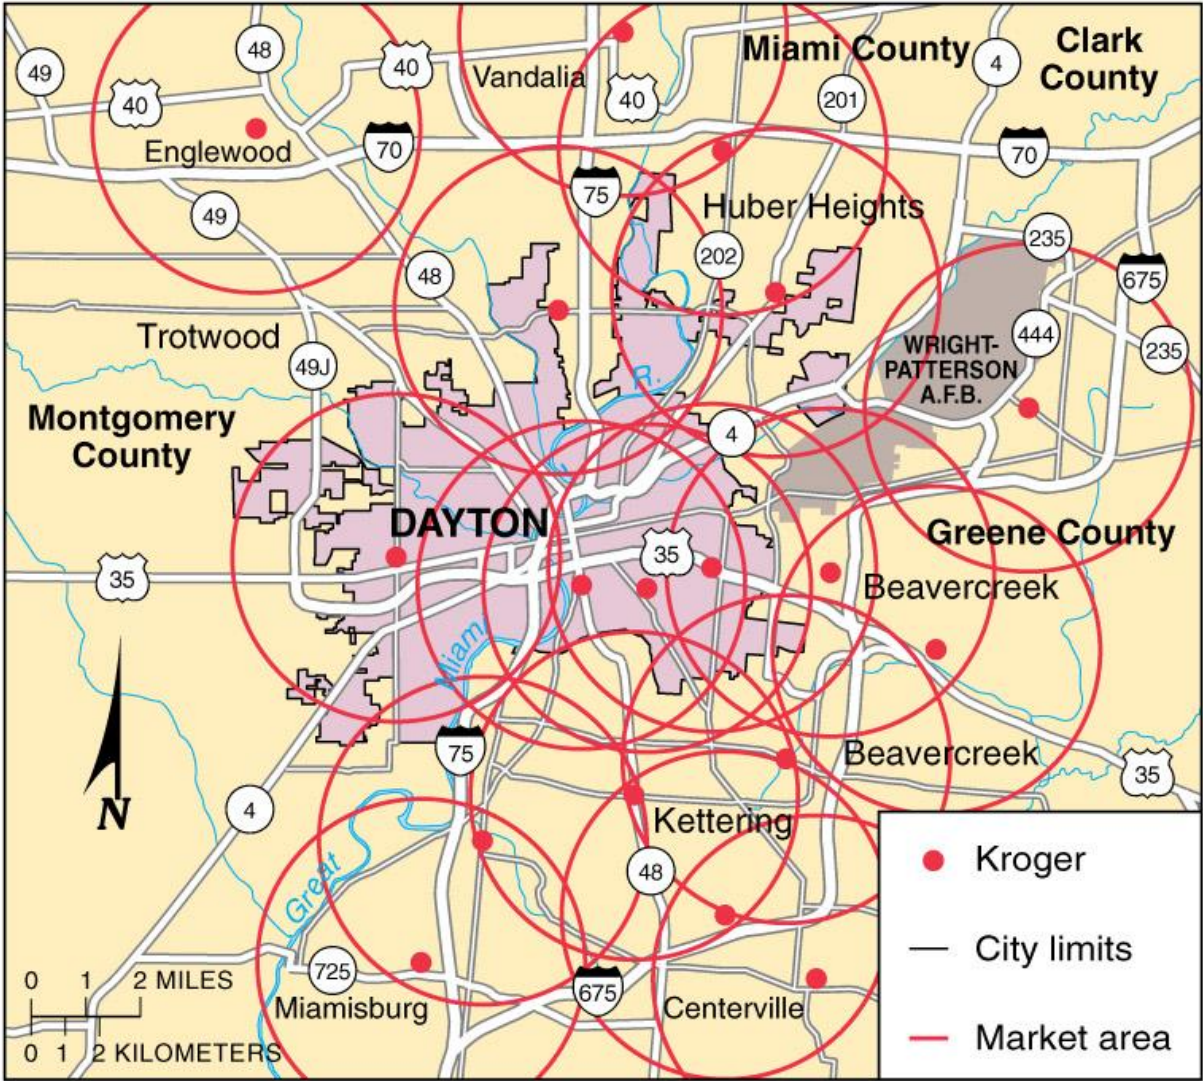 48
Miami County
Clark
County
4
49
40
Vandalia
40
40
201
Englewood
70
70
75
49
Huber Heights
202
235
48
675
Trotwood
49J
444
235
WRIGHT-
PATTERSON
A.F.B.
R.
Montgomery
County
4
DAYTON
35
Greene County
35
Beavercreek
Miami
75
Beavercreek
35
N
4
Kettering
48
Great
Kroger
City limits
Market area
725
675
Miamisburg
Centerville
0 1 2 MILES
0 1 2 KILOMETERS